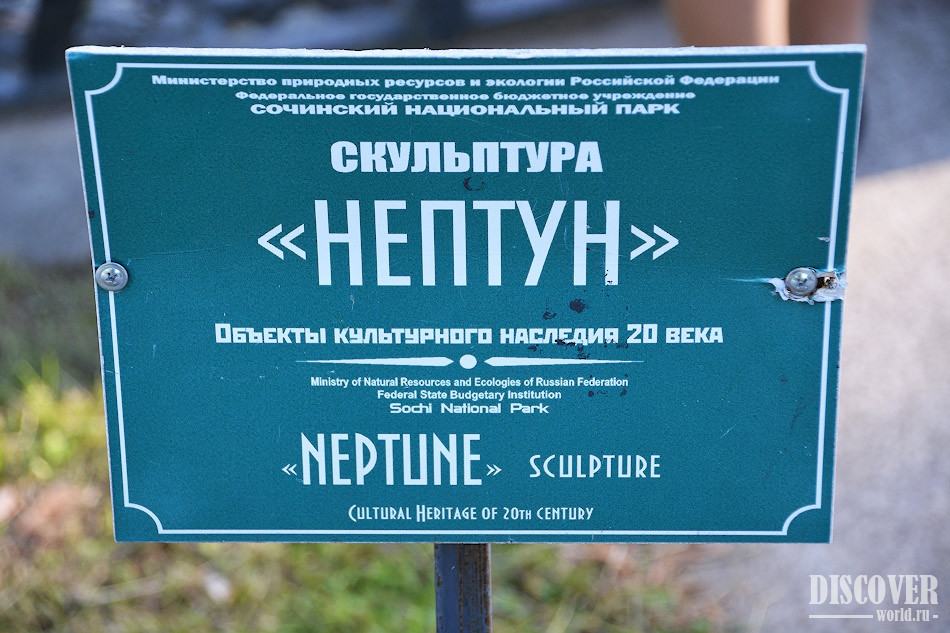 Министерство природных ресурсов и экологии Российской Федерации
Федеральное государственное бюджетное учреждение
СОЧИНСКИЙ НАЦИОНАЛЬНЫЙ ПАРК
СКУЛЬПТУРА
«НЕПТУН»
Объекты культурного наследия 20 века
Ministry of Natural Resources and Ecologies of Russian Federation
Federal State Budgetary Institution
Sochi National Park
«NEPTUNE» SCULPTURE
Cultural Heritage of 20th century
DISCOVER
world.ru